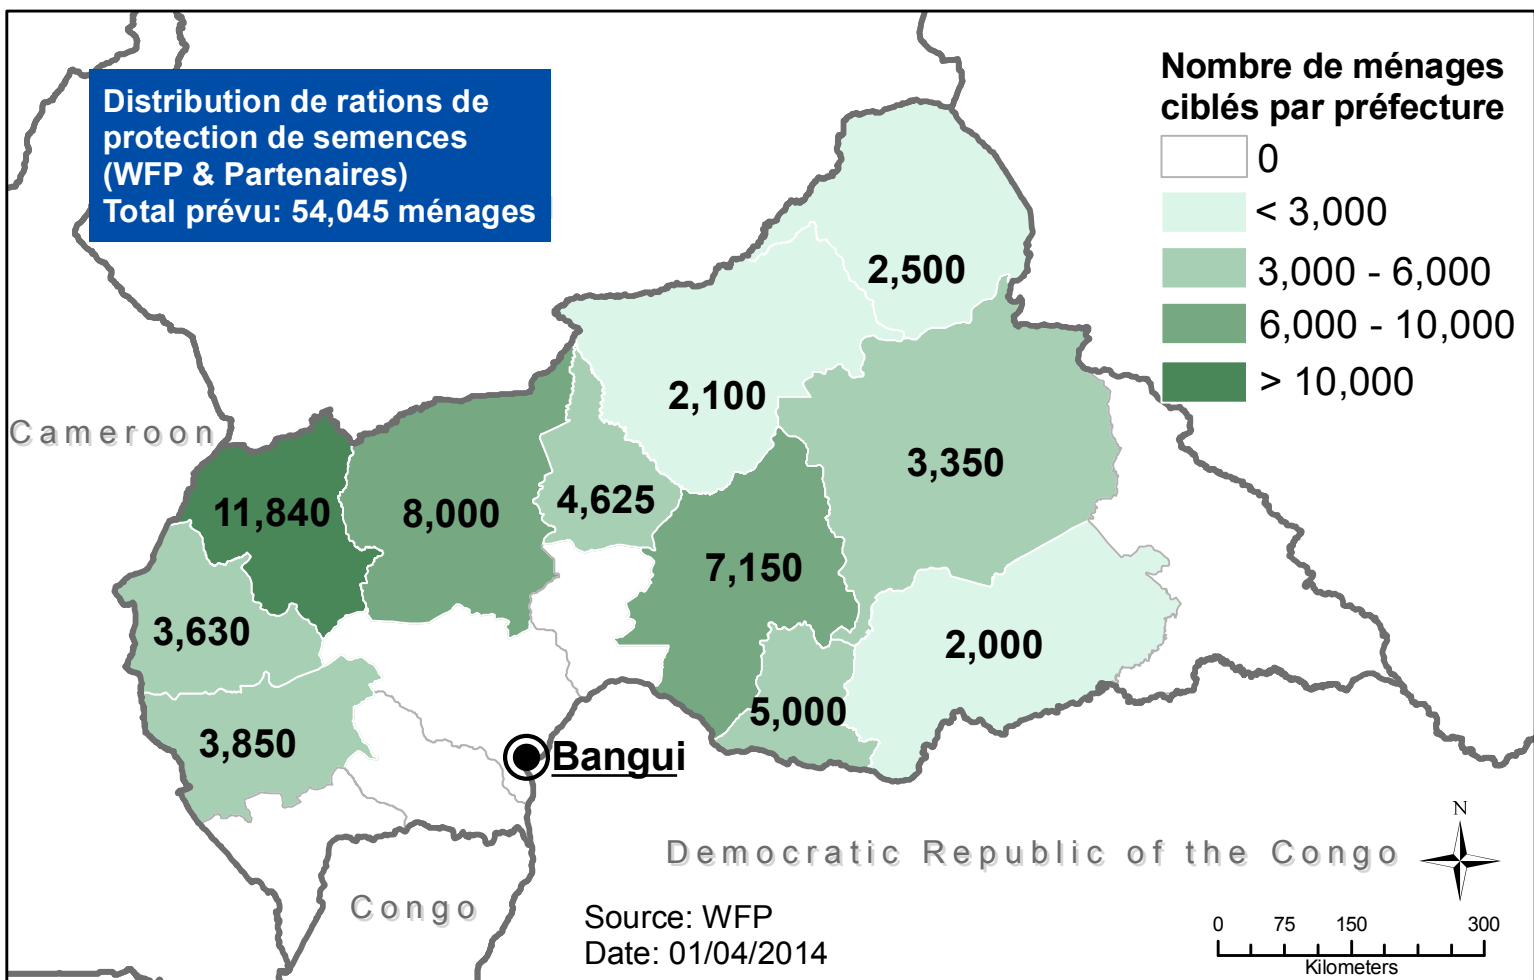 Distribution de rations de
protection de semences
(WFP & Partenaires)
Total prévu: 54,045 ménages
Nombre de ménages
ciblés par préfecture
0
< 3,000
3,000 - 6,000
6,000 - 10,000
> 10,000
2,500
2,100
3,350
Cameroon
11,840
8,000
4,625
7,150
3,630
2,000
5,000
3,850
Bangui
Democratic Republic of the Congo
Congo
Source: WFP
Date: 01/04/2014
N
0 75 150 300
Kilometers